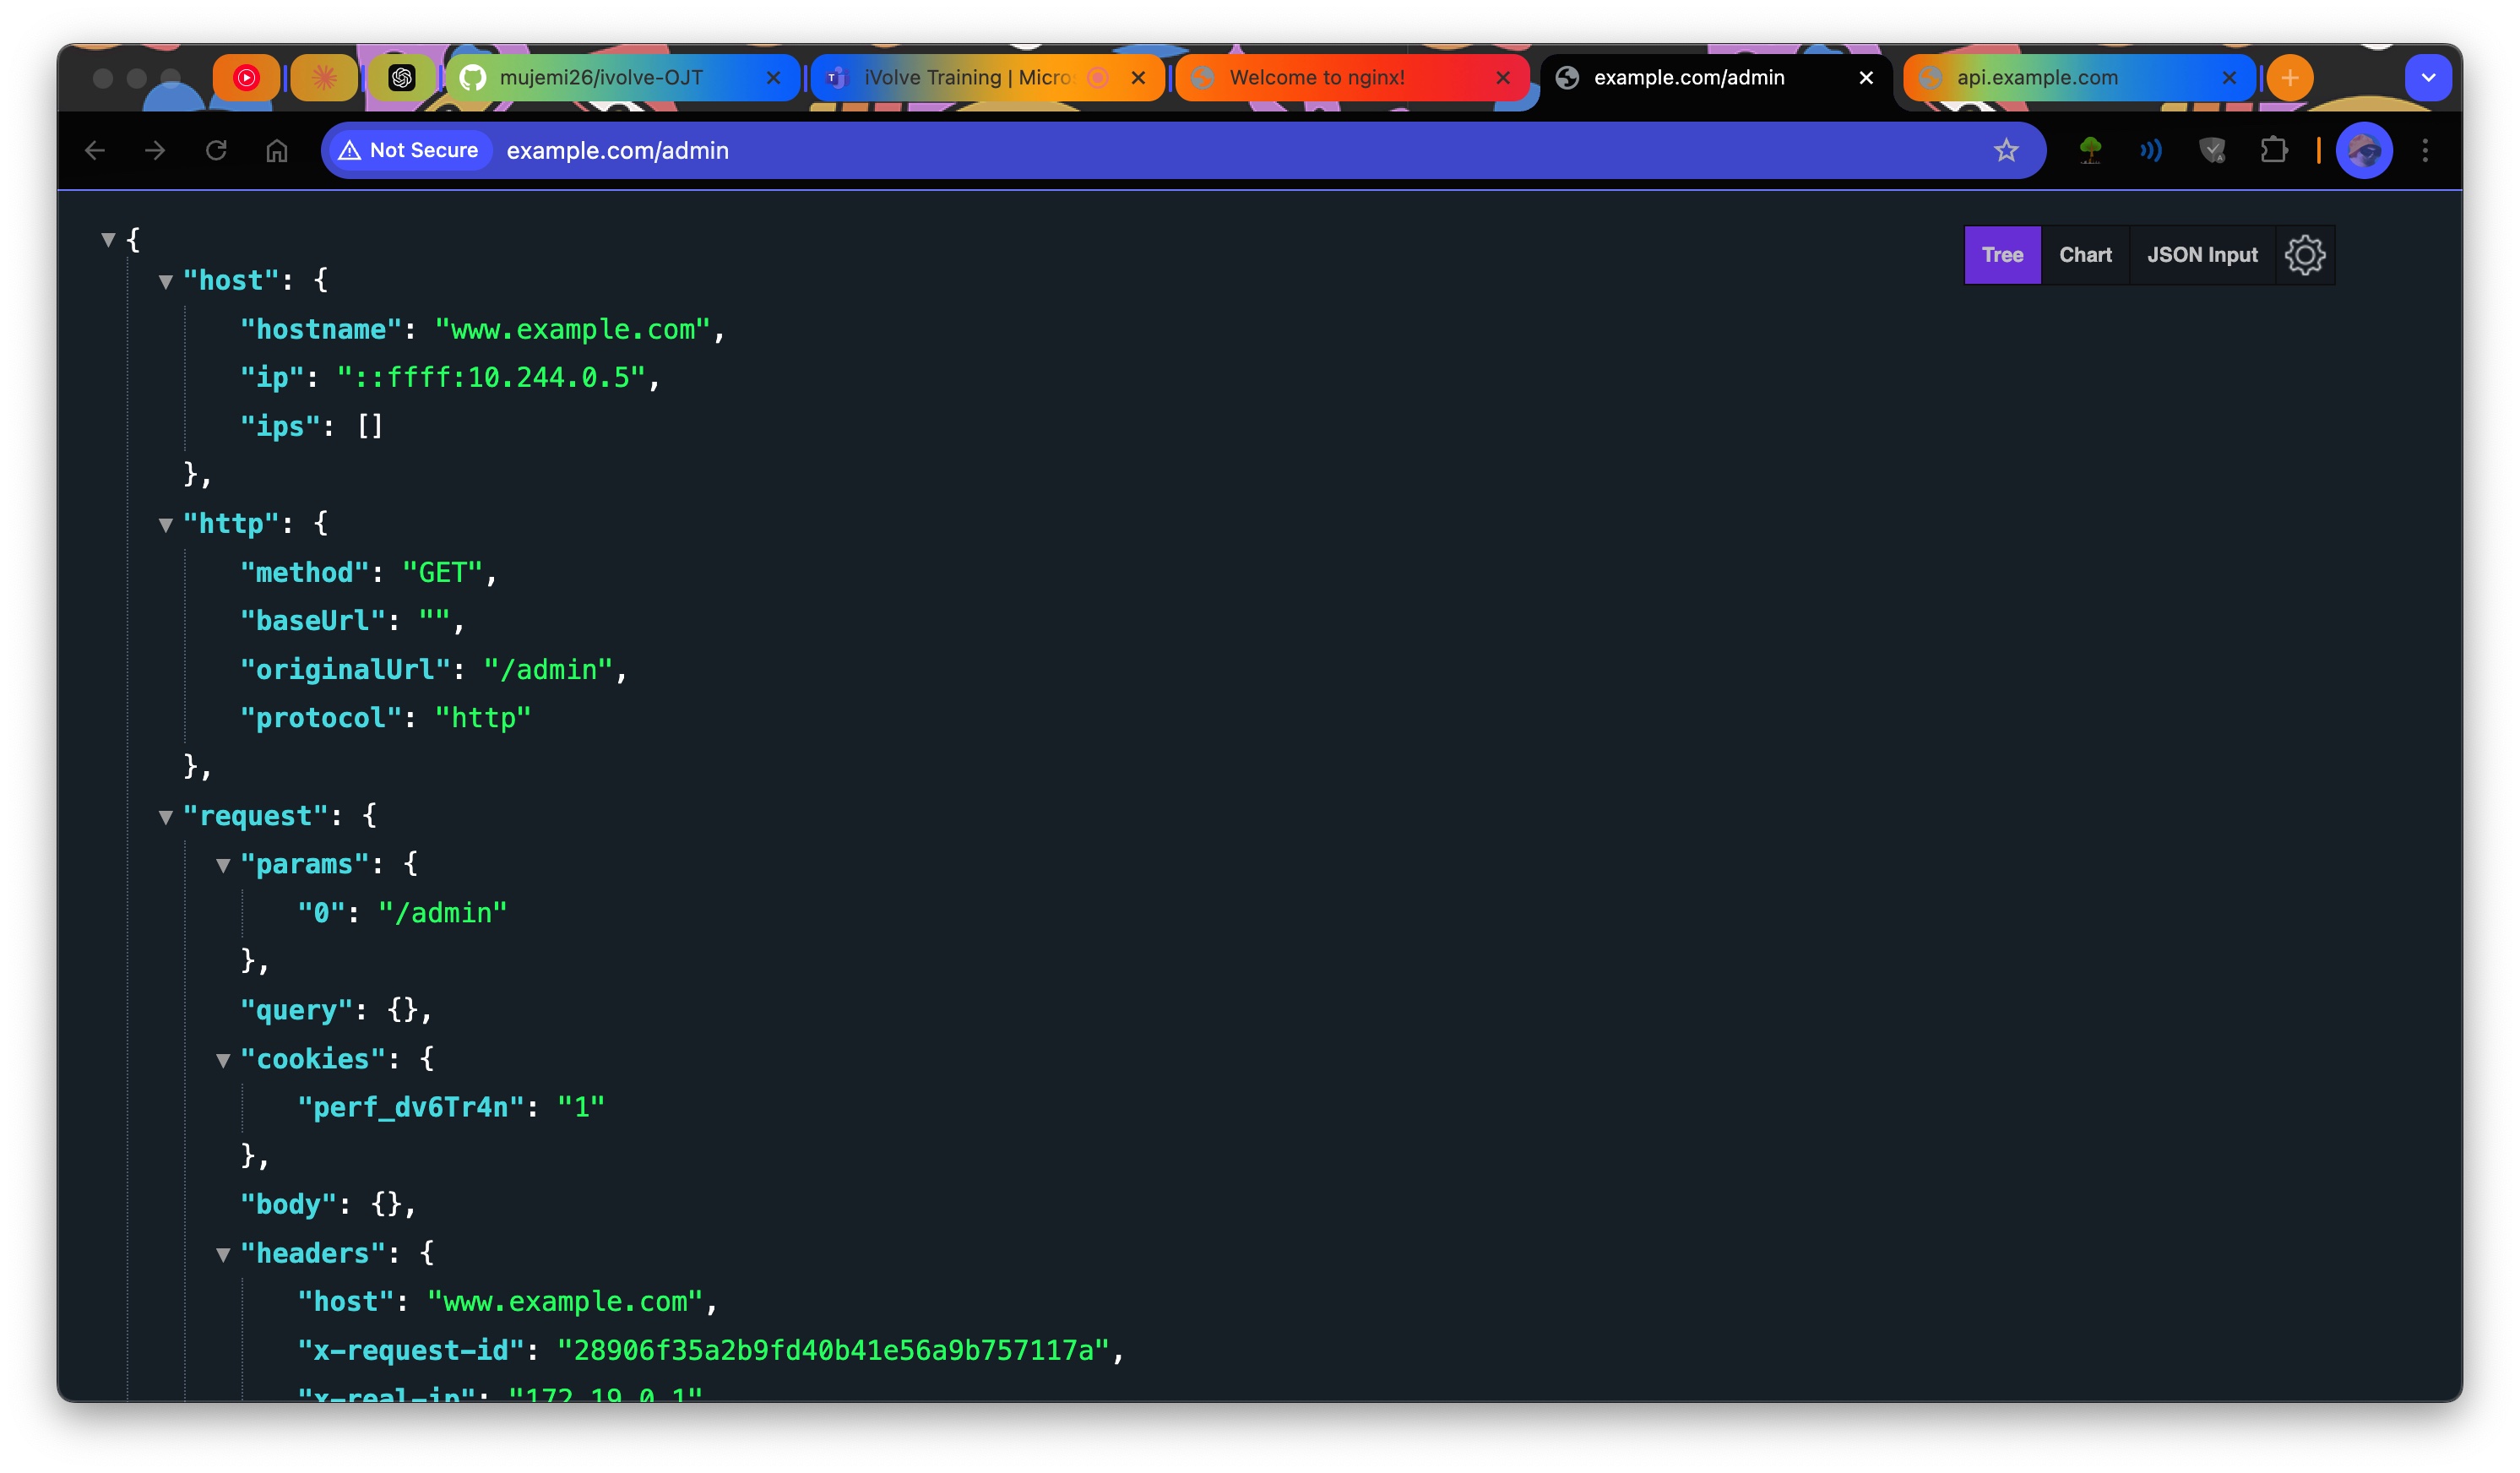 mujemi26/ivolve-OJT
iVolve Training | Micros
Welcome to nginx!
example.com/admin
api.example.com
Not Secure
example.com/admin
Tree
Chart
JSON Input
{
"host": {
"hostname": "www.example.com",
"ip": "::ffff:10.244.0.5",
"ips": []
},
"http": {
"method": "GET",
"baseUrl": "",
"originalUrl": "/admin",
"protocol": "http"
},
"request": {
"params": {
"0": "/admin"
},
"query": {},
"cookies": {
"perf_dv6Tr4n": "1"
},
"body": {},
"headers": {
"host": "www.example.com",
"x-request-id": "28906f35a2b9fd40b41e56a9b757117a",
"x-real-ip": "172.19.0.1"